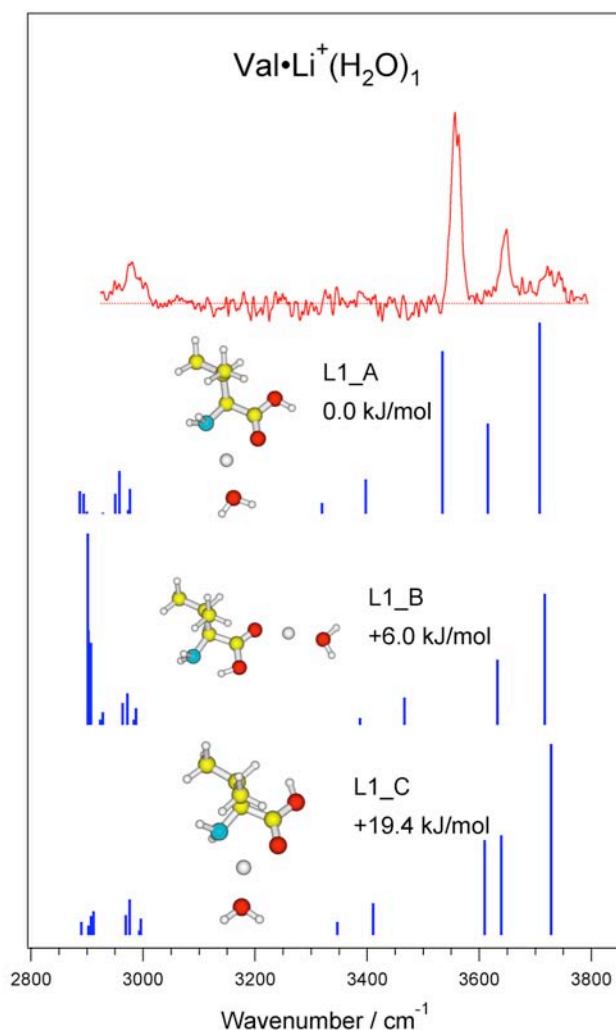 Val•Li⁺(H₂O)₁
L1_A
0.0 kJ/mol
L1_B
+6.0 kJ/mol
L1_C
+19.4 kJ/mol
2800 3000 3200 3400 3600 3800
Wavenumber / cm⁻¹